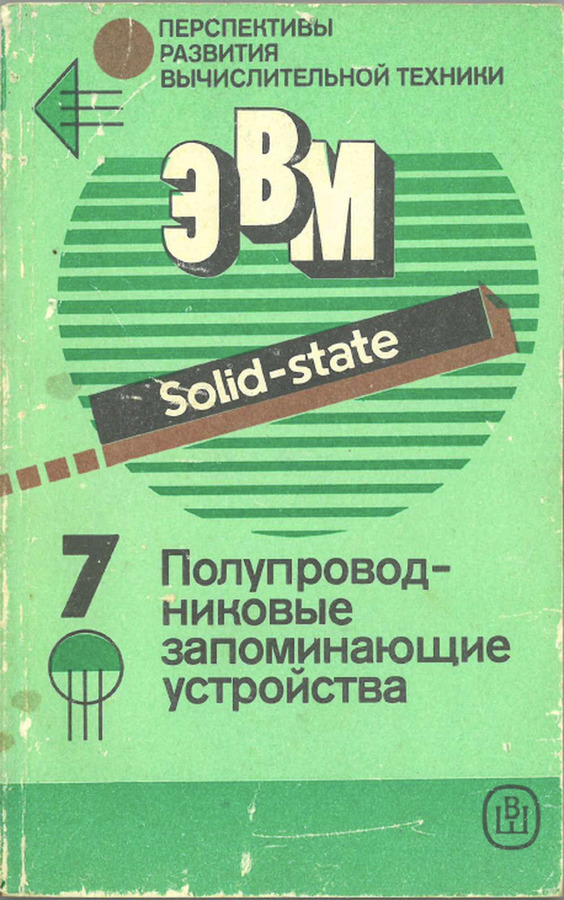 ПЕРСПЕКТИВЫ
РАЗВИТИЯ
ВЫЧИСЛИТЕЛЬНОЙ ТЕХНИКИ
ЭВМ
Solid-state
7
Полупровод-
никовые
запоминающие
устройства
ВШ